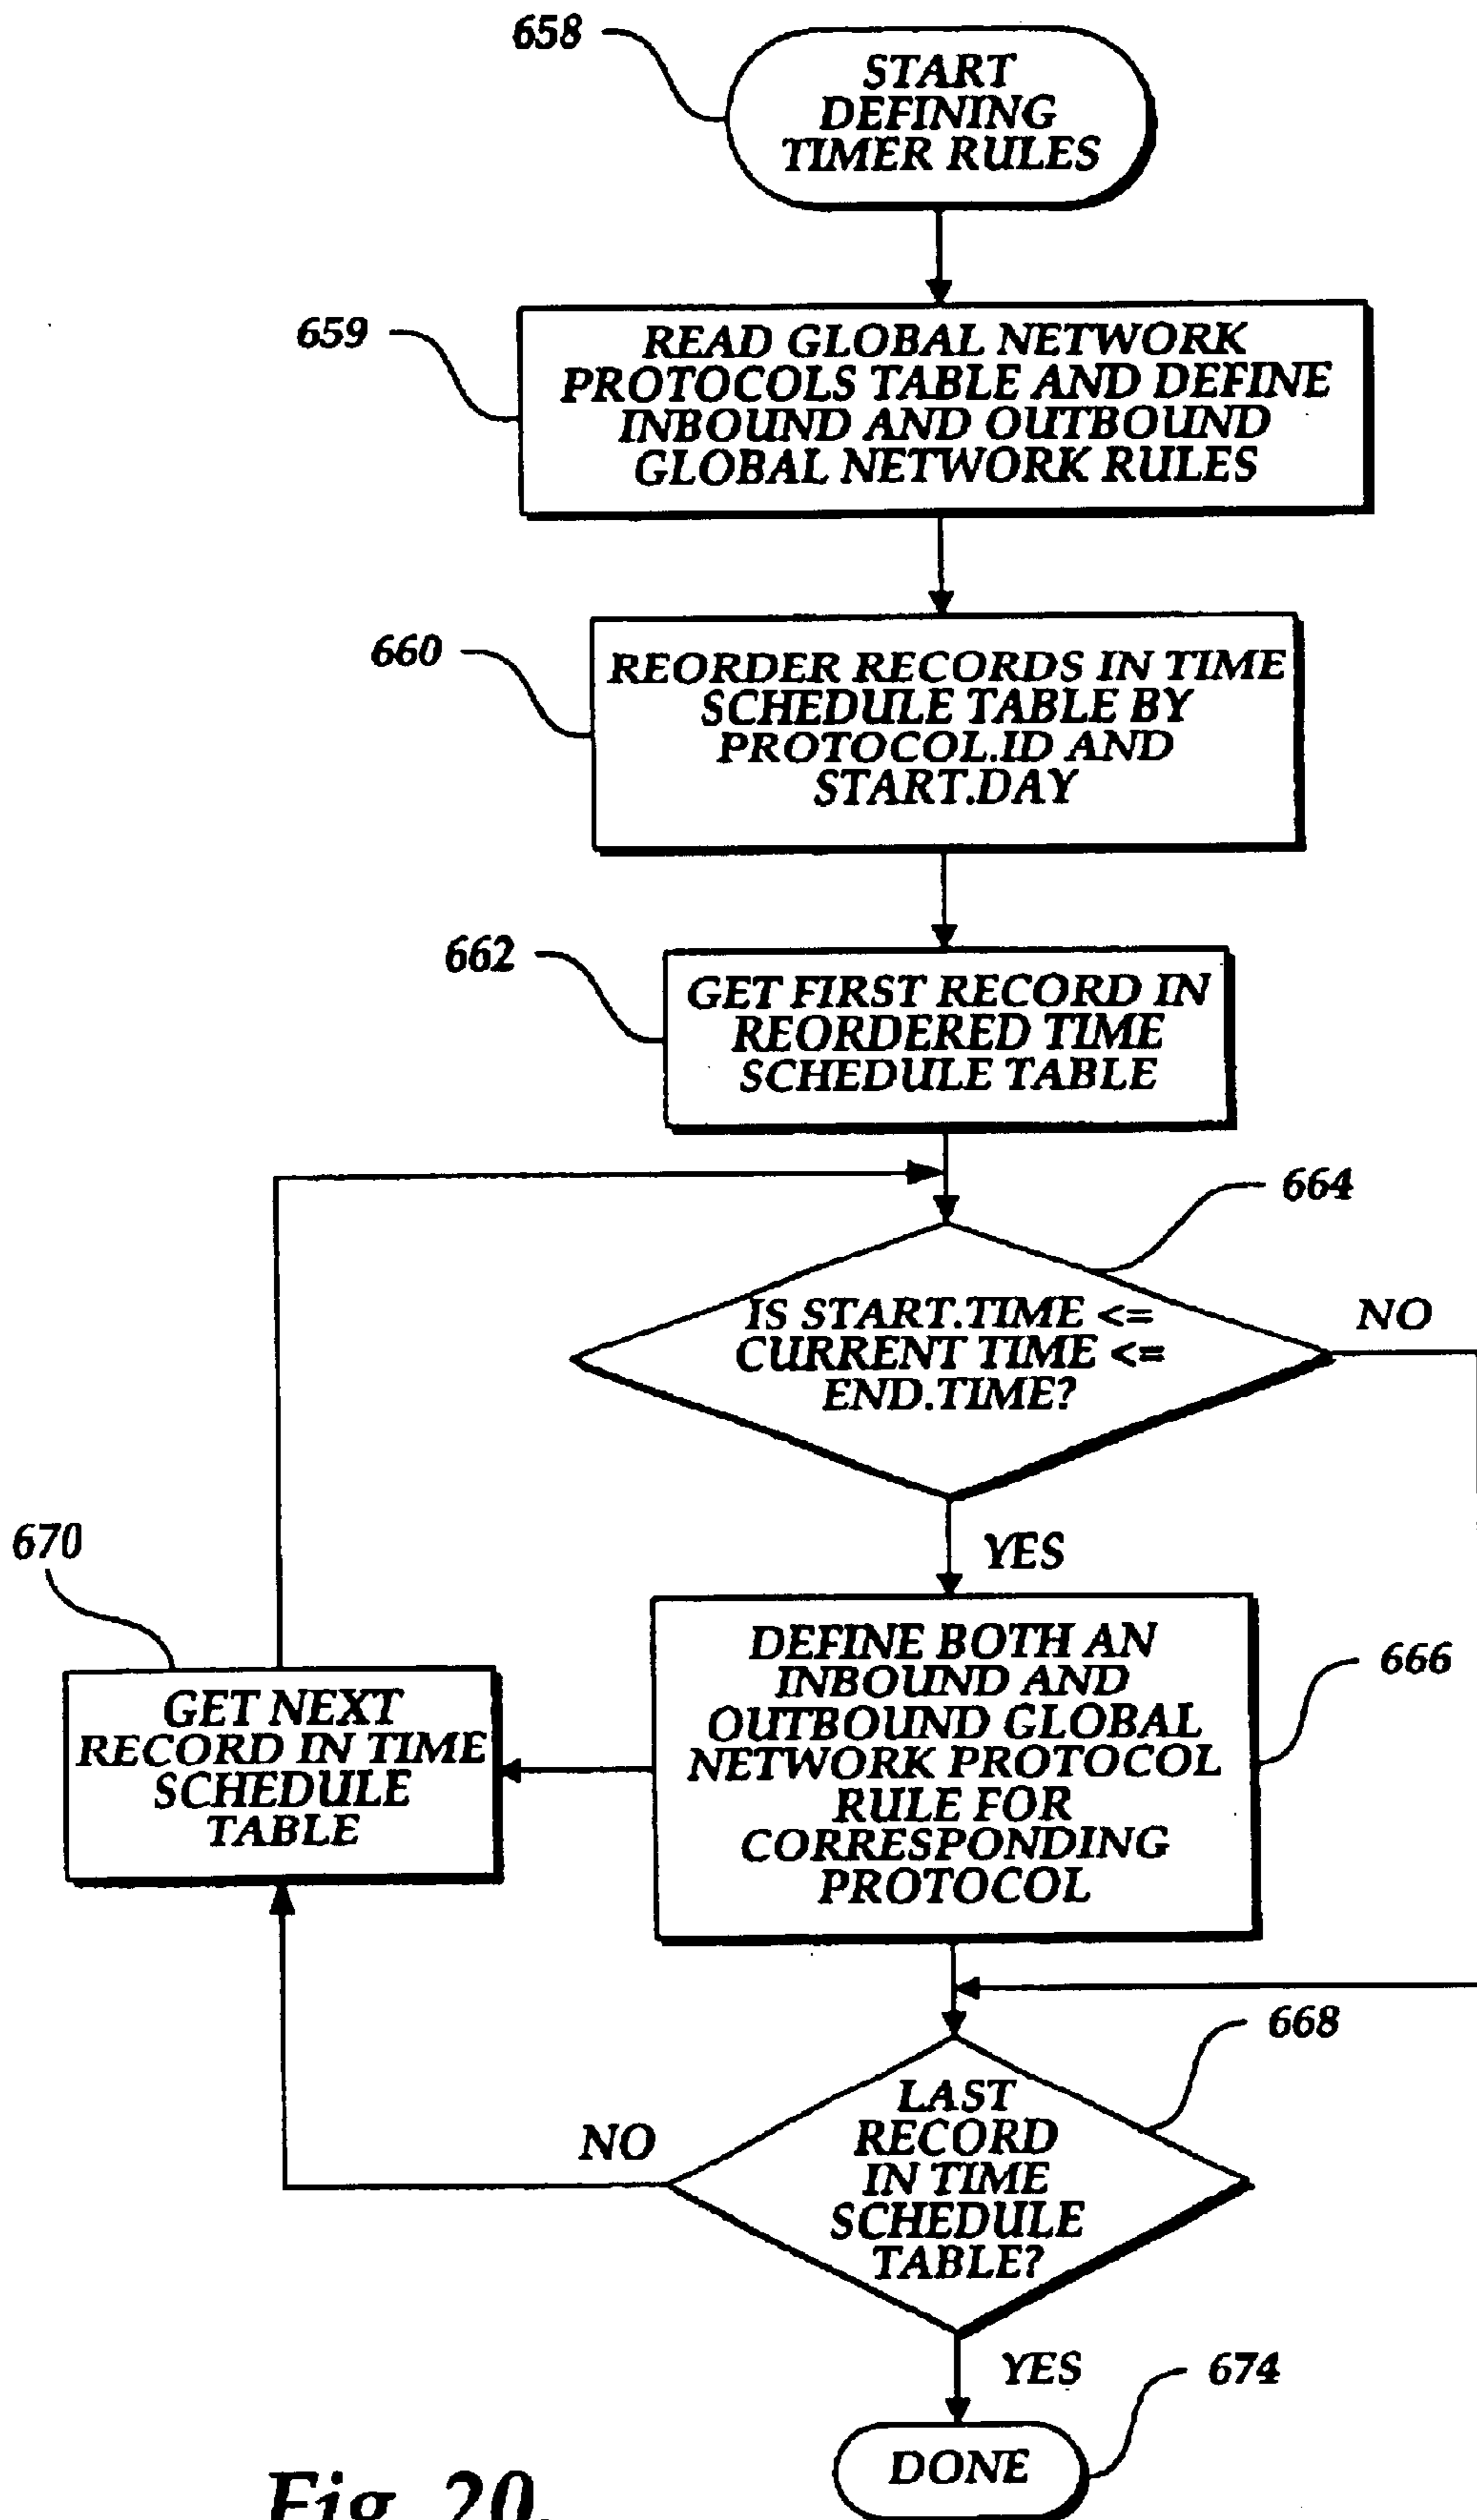 658
START
DEFINING
TIMER RULES
659
READ GLOBAL NETWORK
PROTOCOLS TABLE AND DEFINE
INBOUND AND OUTBOUND
GLOBAL NETWORK RULES
660
REORDER RECORDS IN TIME
SCHEDULE TABLE BY
PROTOCOL.ID AND
START.DAY
662
GET FIRST RECORD IN
REORDERED TIME
SCHEDULE TABLE
664
IS START.TIME <=
CURRENT TIME <=
END.TIME?
NO
YES
670
GET NEXT
RECORD IN TIME
SCHEDULE
TABLE
DEFINE BOTH AN
INBOUND AND
OUTBOUND GLOBAL
NETWORK PROTOCOL
RULE FOR
CORRESPONDING
PROTOCOL
666
668
LAST
RECORD
IN TIME
SCHEDULE
TABLE?
NO
YES
674
DONE
Fig. 20.